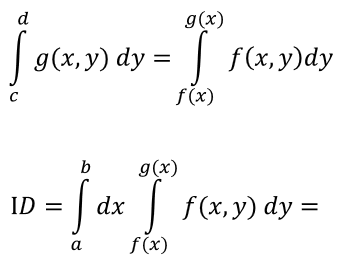 ∫_c^d g(x, y) dy = ∫_{f(x)}^{g(x)} f(x, y)dy
ID = ∫_a^b dx ∫_{f(x)}^{g(x)} f(x, y) dy =